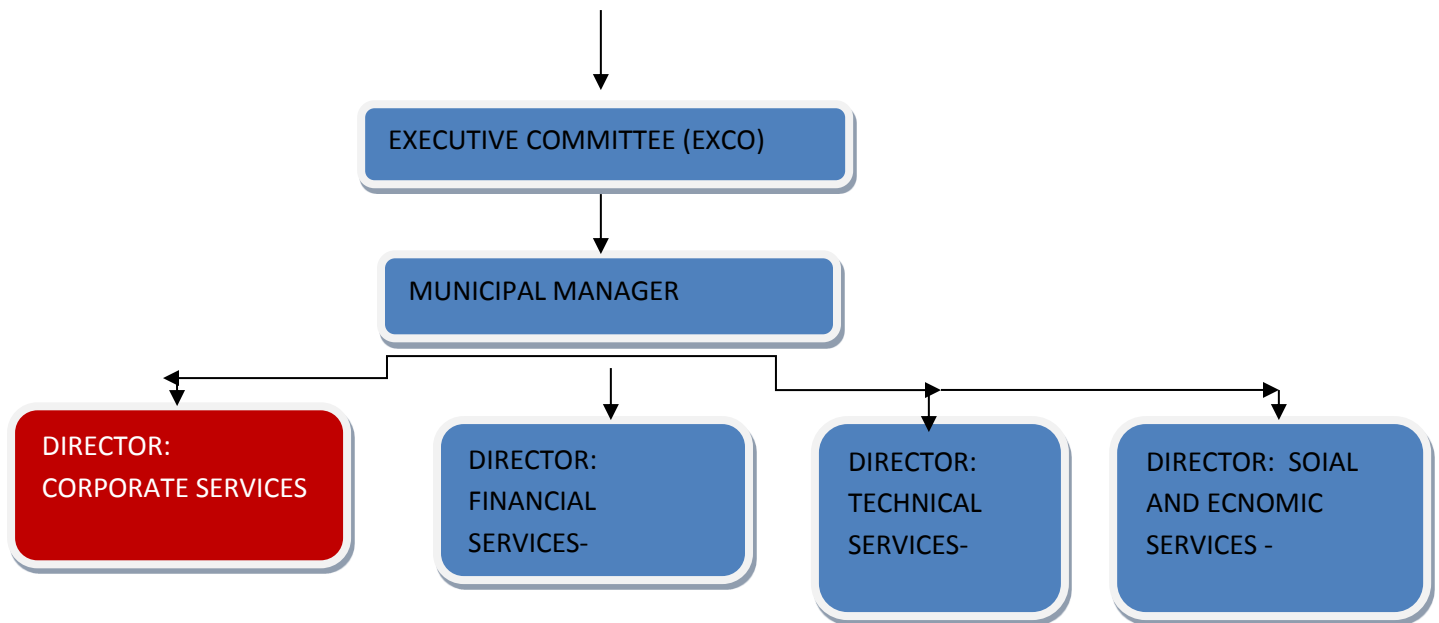 EXECUTIVE COMMITTEE (EXCO)
MUNICIPAL MANAGER
DIRECTOR:
CORPORATE SERVICES
DIRECTOR:
FINANCIAL
SERVICES-
DIRECTOR:
TECHNICAL
SERVICES-
DIRECTOR: SOIAL
AND ECNOMIC
SERVICES -